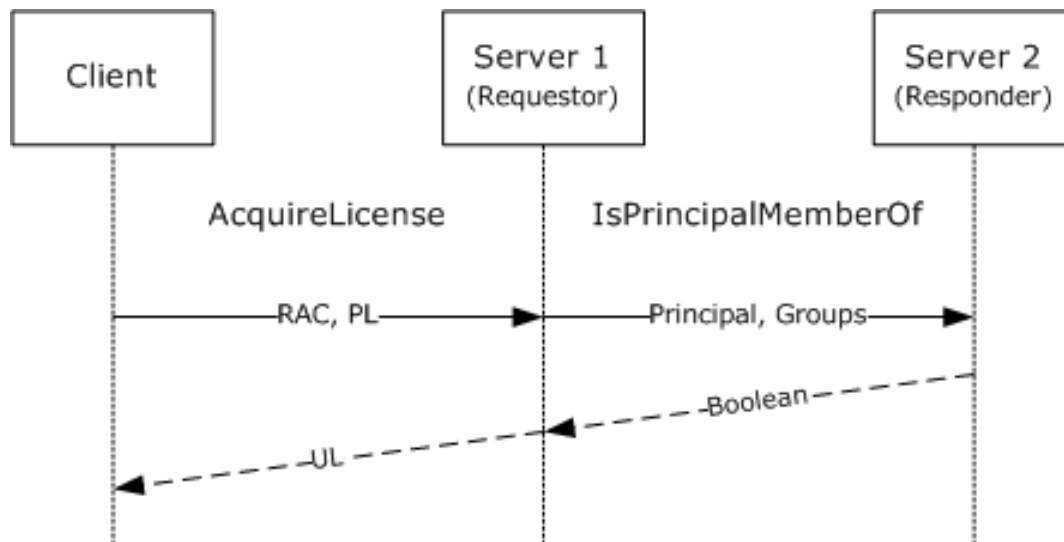 Client
Server 1
(Requestor)
Server 2
(Responder)
AcquireLicense
IsPrincipalMemberOf
RAC, PL
Principal, Groups
Boolean
UL